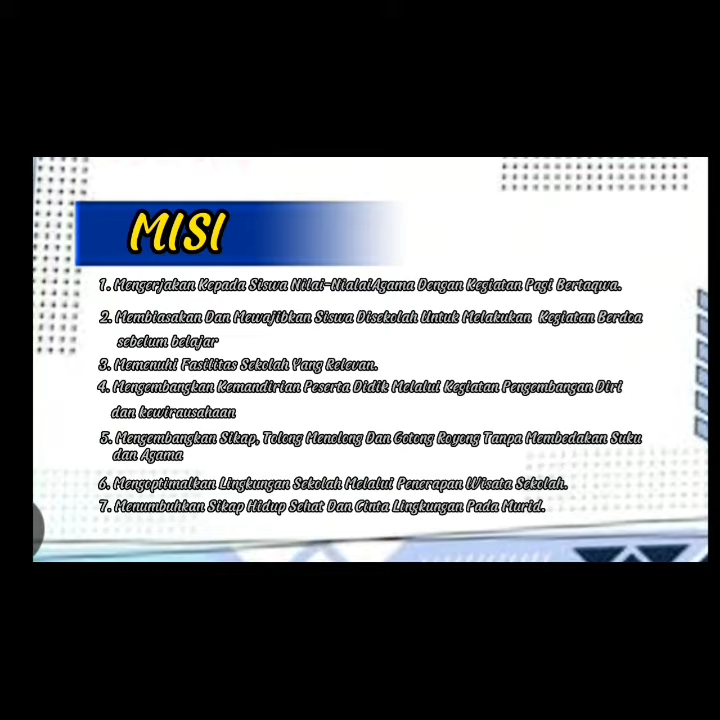 MISI
1. Mengerjakan Kepada Siswa Nilai-NialaiAgama Dengan Kegiatan Pagi Bertaqwa.
2. Membiasakan Dan Mewajibkan Siswa Disekolah Untuk Melakukan Kegiatan Berdoa
sebelum belajar
3. Memenuhi Fasilitas Sekolah Yang Relevan.
4. Mengembangkan Kemandirian Peserta Didik Melalui Kegiatan Pengembangan Diri
dan kewirausahaan
5. Mengembangkan Sikap, Tolong Menolong Dan Gotong Royong Tanpa Membedakan Suku
dan Agama
6. Mengoptimalkan Lingkungan Sekolah Melalui Penerapan Wisata Sekolah.
7. Menumbuhkan Sikap Hidup Sehat Dan Cinta Lingkungan Pada Murid.